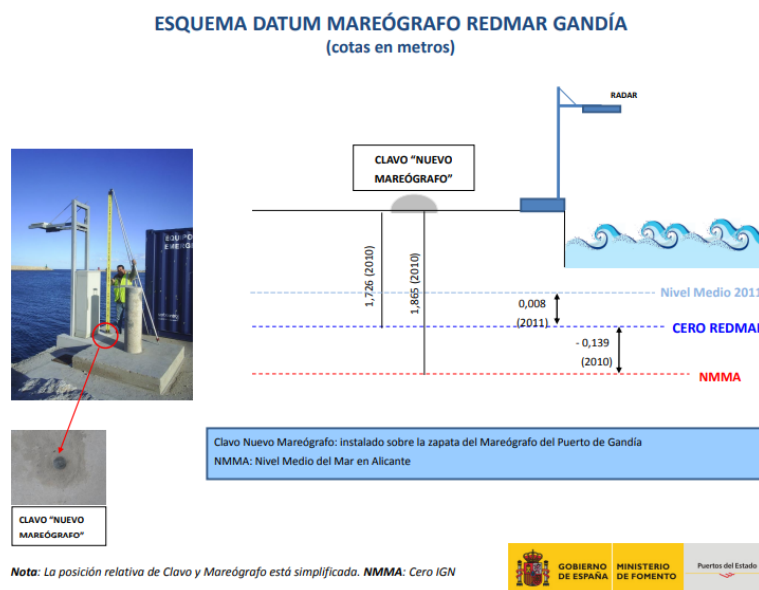 ESQUEMA DATUM MAREÓGRAFO REDMAR GANDÍA
(cotas en metros)
RADAR
CLAVO "NUEVO
MAREÓGRAFO"
EQUIPO
EMERG
1,726 (2010)
1,865 (2010)
Nivel Medio 2011
0,008
(2011)
CERO REDMAR
- 0,139
(2010)
NMMA
Clavo Nuevo Mareógrafo: instalado sobre la zapata del Mareógrafo del Puerto de Gandía
NMMA: Nivel Medio del Mar en Alicante
CLAVO "NUEVO
MAREÓGRAFO"
Nota: La posición relativa de Clavo y Mareógrafo está simplificada. NMMA: Cero IGN
GOBIERNO
DE ESPAÑA
MINISTERIO
DE FOMENTO
Puertos del Estado